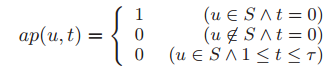 1 (u ∈ S ∧ t = 0)
ap(u, t) = { 0 (u ∉ S ∧ t = 0)
0 (u ∈ S ∧ 1 ≤ t ≤ τ)